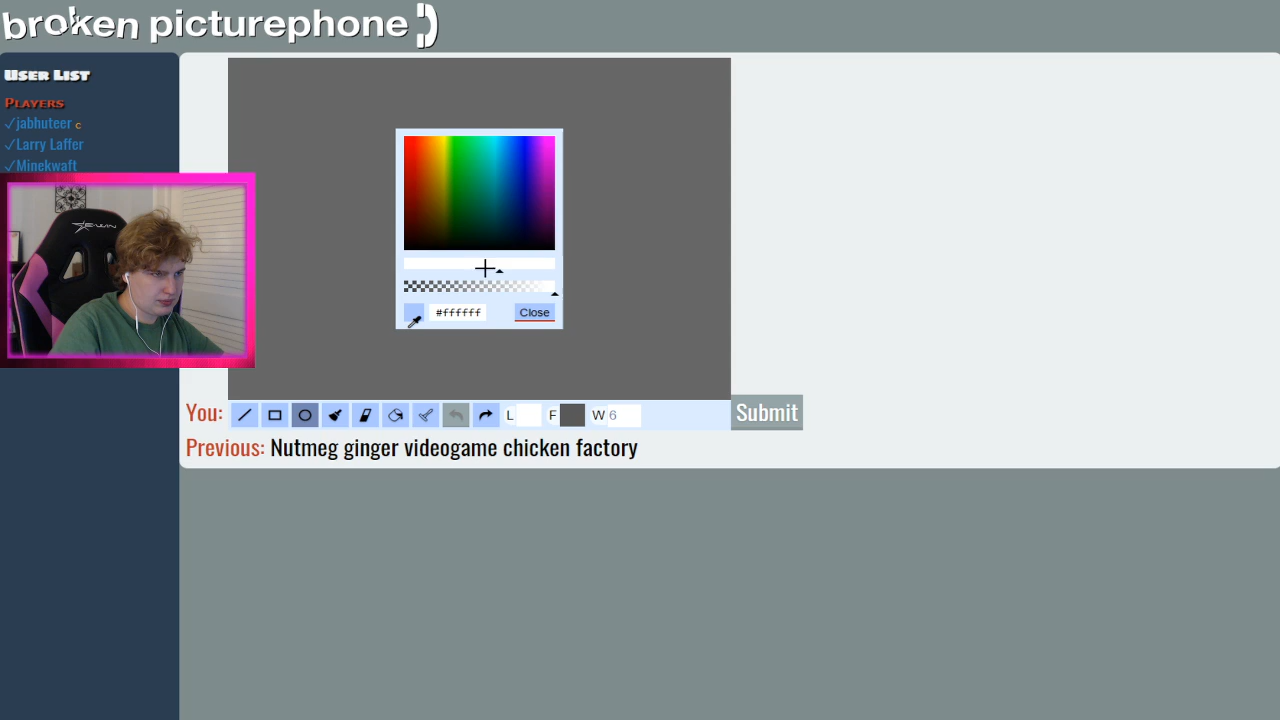 broken picturephone
User List
Players
✓jabhuteer c
✓Larry Laffer
✓Minekwaft
#ffffff
Close
You:
L
F
W 6
Submit
Previous: Nutmeg ginger videogame chicken factory